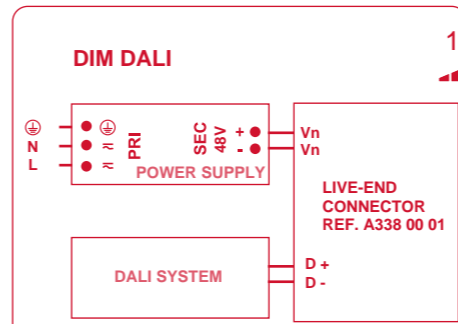 DIM DALI
1
N
L
PRI
SEC
48V
+
-
POWER SUPPLY
Vn
Vn
LIVE-END
CONNECTOR
REF. A338 00 01
DALI SYSTEM
D +
D -